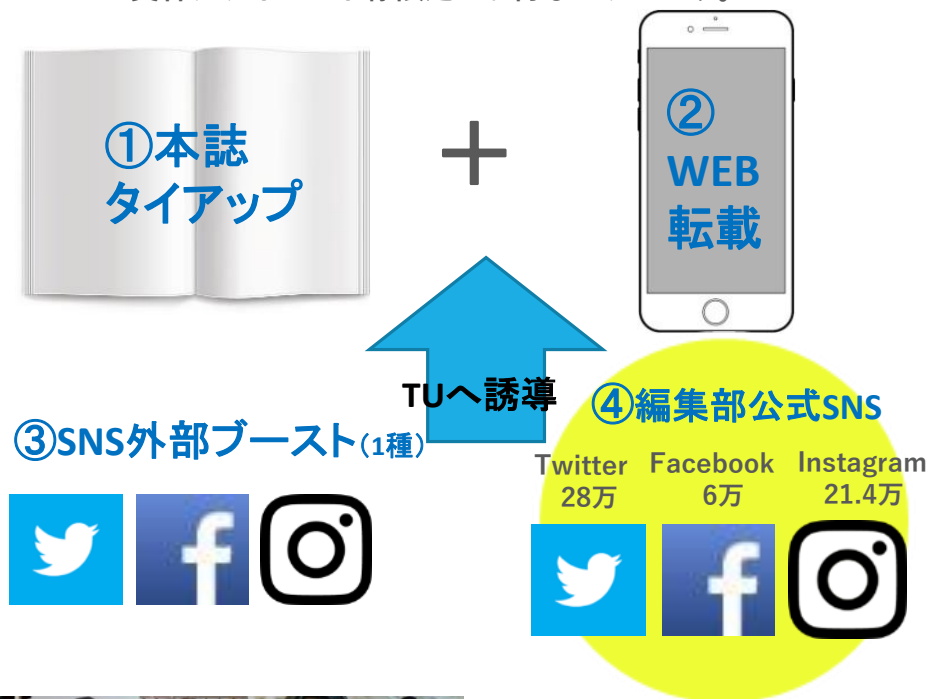 ①本誌
タイアップ
+
②
WEB
転載
TUへ誘導
③SNS外部ブースト(1種)
④編集部公式SNS
Twitter Facebook Instagram
28万 6万 21.4万